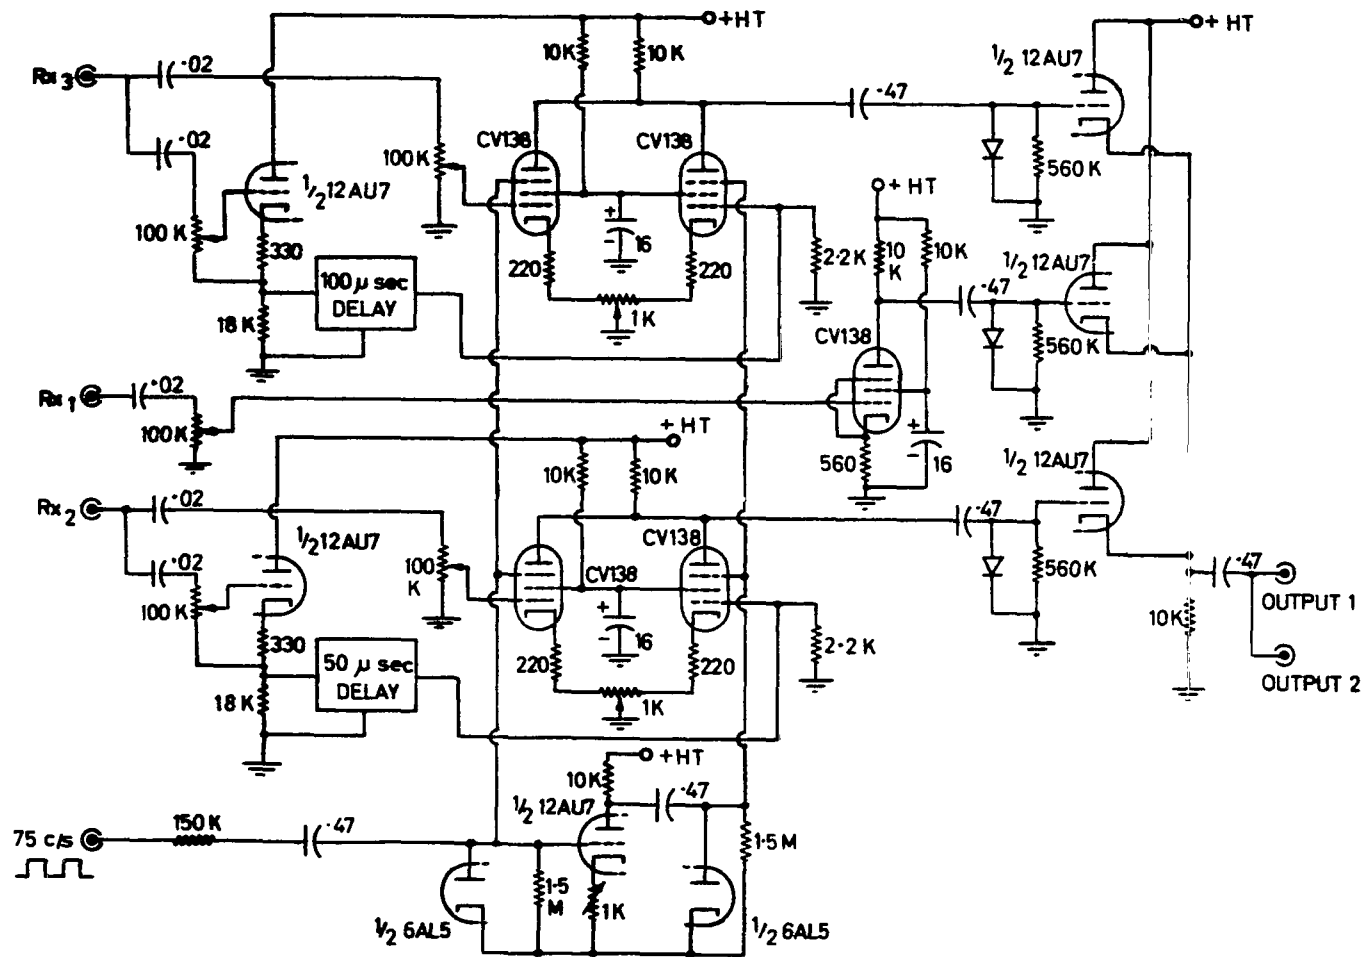 +HT
+ HT
10K
10K
1/2 12AU7
Rx3
·02
·47
CV138
CV138
·02
100K
560K
1/2 12AU7
+ HT
100 K
+
-
16
330
10 K
10K
2·2K
1/2 12AU7
220
220
100 µ sec
DELAY
·47
18 K
1K
CV138
560K
Rx1
·02
100K
+ HT
+
-
16
560
1/2 12AU7
10K
10K
Rx2
·02
·47
1/2 12AU7
CV138
·02
100 K
CV138
560K
·47
100 K
OUTPUT 1
+
-
16
10K
330
2·2 K
50 µ sec
DELAY
220
220
OUTPUT 2
18K
1K
+HT
10K
·47
1/2 12AU7
75 c/s
150K
·47
1·5 M
1·5 M
1K
1/2 6AL5
1/2 6AL5